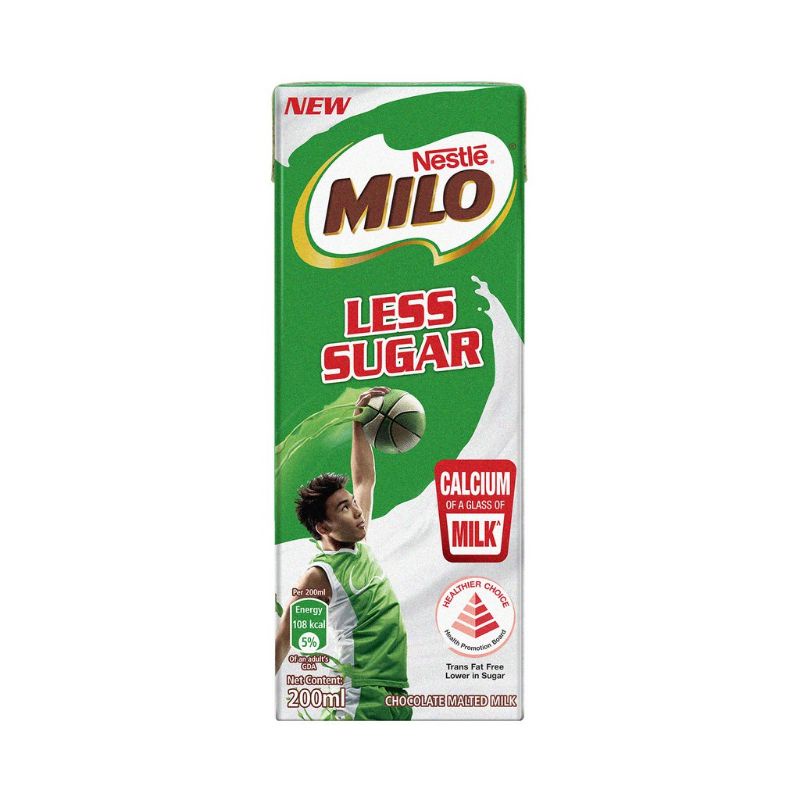 NEW
Nestlé®
MILO®
LESS
SUGAR
CALCIUM
OF A GLASS OF
MILK^
HEALTHIER CHOICE
Health Promotion Board
Trans Fat Free
Lower in Sugar
Per 200ml
Energy
108 kcal
5%
Of an adult's
GDA
Net Content:
200ml
CHOCOLATE MALTED MILK